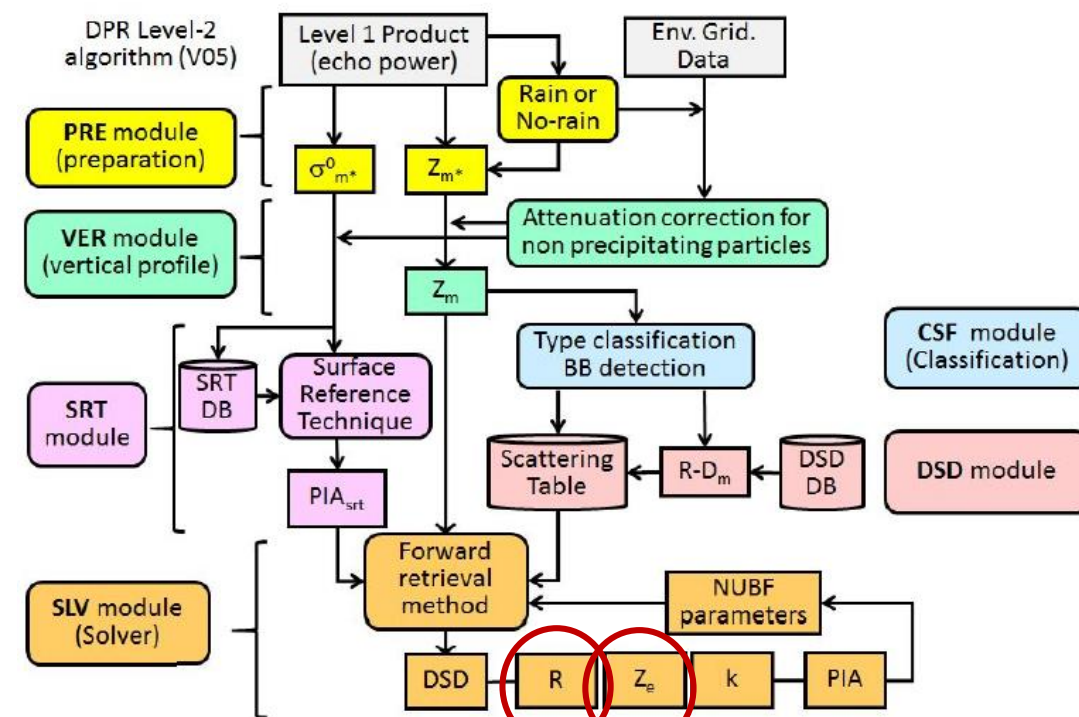 DPR Level-2
algorithm (V05)
Level 1 Product
(echo power)
Env. Grid.
Data
Rain or
No-rain
PRE module
(preparation)
σ⁰ₘ*
Zₘ*
VER module
(vertical profile)
Attenuation correction for
non precipitating particles
Zₘ
Type classification
BB detection
CSF module
(Classification)
SRT
module
SRT
DB
Surface
Reference
Technique
Scattering
Table
R-Dₘ
DSD
DB
DSD module
PIAsrt
Forward
retrieval
method
NUBF
parameters
SLV module
(Solver)
DSD
R
Zₑ
k
PIA